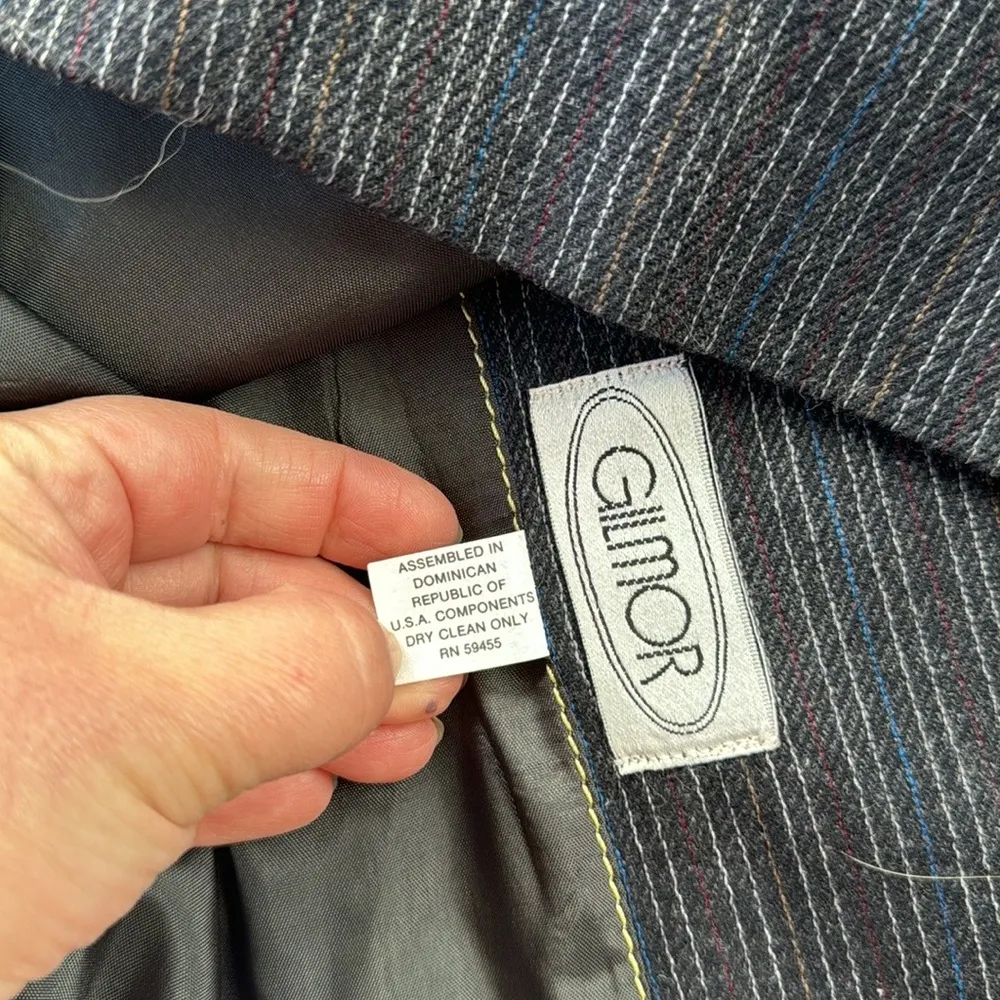 ASSEMBLED IN
DOMINICAN
REPUBLIC OF
U.S.A. COMPONENTS
DRY CLEAN ONLY
RN 59455
GILMOR